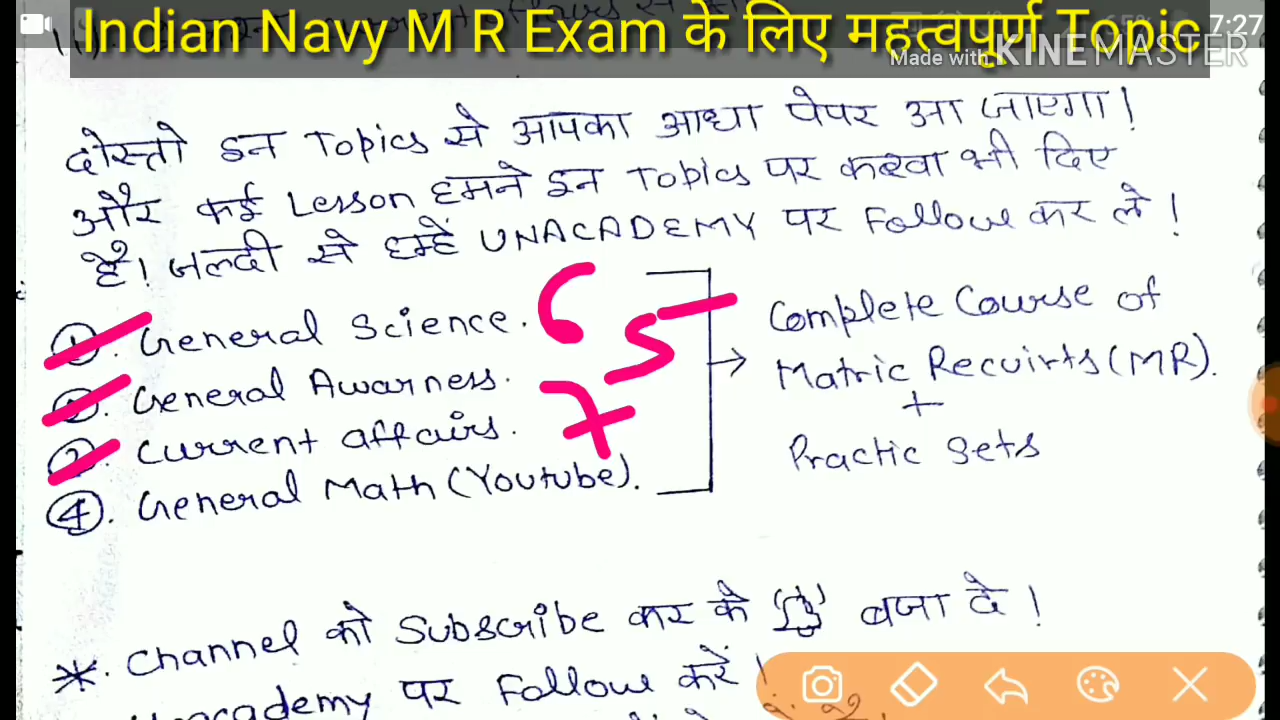 Indian Navy M R Exam के लिए महत्वपूर्ण Topic
7:27
Made with KINEMASTER
दोस्तो इन Topics से आपका आधा पेपर आ जाएगा!
और कई Lesson हमने इन Topics पर करवा भी दिए
है। जल्दी से हम्हें UNACADEMY पर Follow कर ले!
①. General Science. 6
②. General Awarness. 5
③. Current affairs. 7
④. General Math (Youtube).
Complete Course of
Matric Recuirts (MR).
+
Practic Sets
*. Channel को Subscribe कर के बजा दे!
Unacademy पर Follow करें!